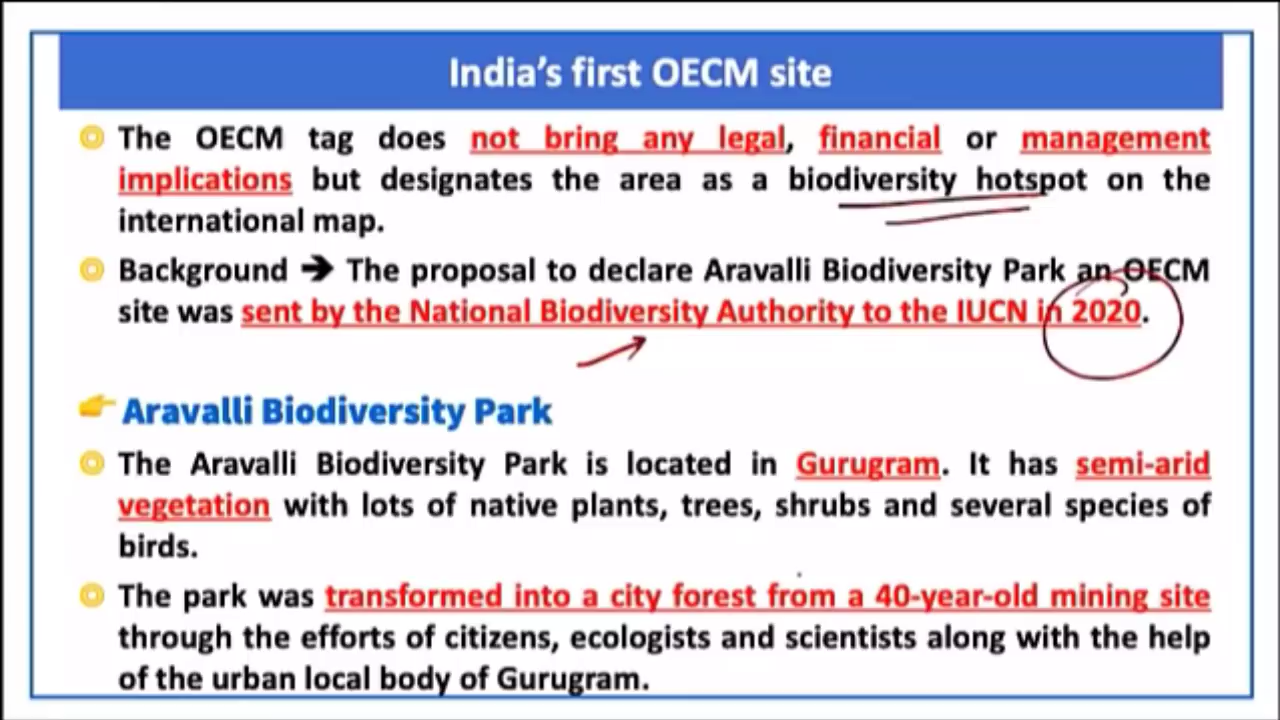 India's first OECM site
The OECM tag does not bring any legal, financial or management
implications but designates the area as a biodiversity hotspot on the
international map.
Background ➔ The proposal to declare Aravalli Biodiversity Park an OECM
site was sent by the National Biodiversity Authority to the IUCN in 2020.
Aravalli Biodiversity Park
The Aravalli Biodiversity Park is located in Gurugram. It has semi-arid
vegetation with lots of native plants, trees, shrubs and several species of
birds.
The park was transformed into a city forest from a 40-year-old mining site
through the efforts of citizens, ecologists and scientists along with the help
of the urban local body of Gurugram.